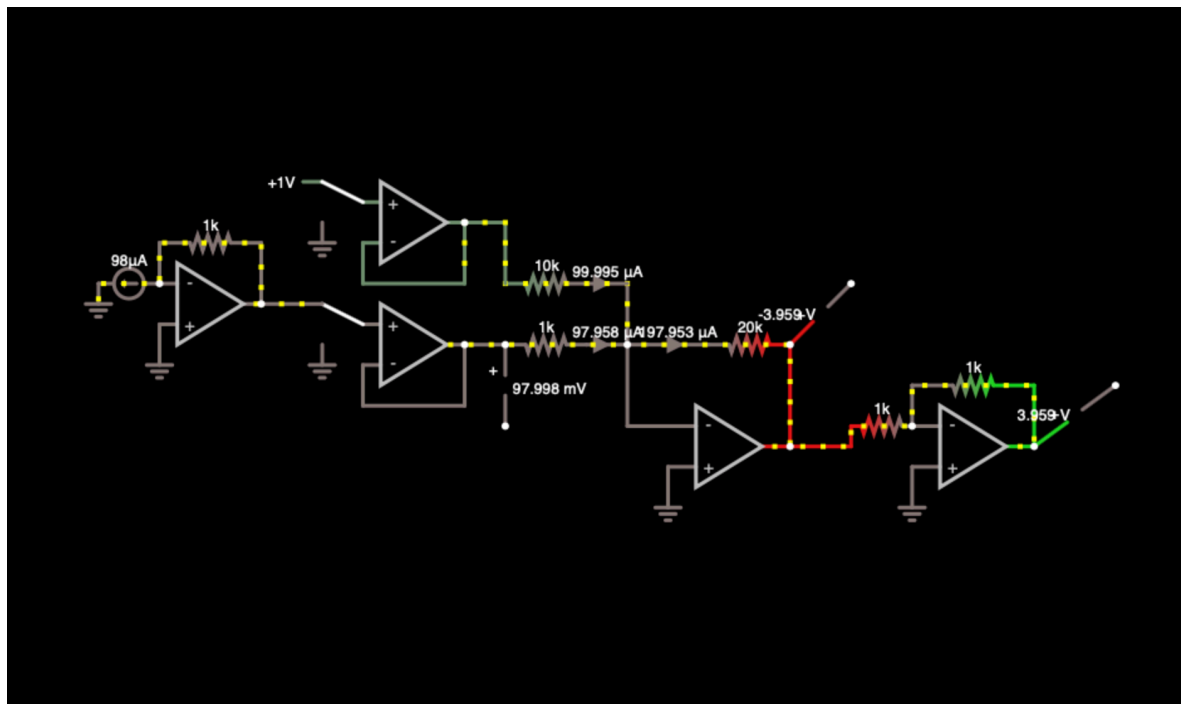 +1V
1k
98µA
+
-
-
+
10k
99.995 µA
+
-
1k
97.958 µA
197.953 µA
20k
-3.959 V
+
97.998 mV
-
+
1k
1k
3.959 V
-
+